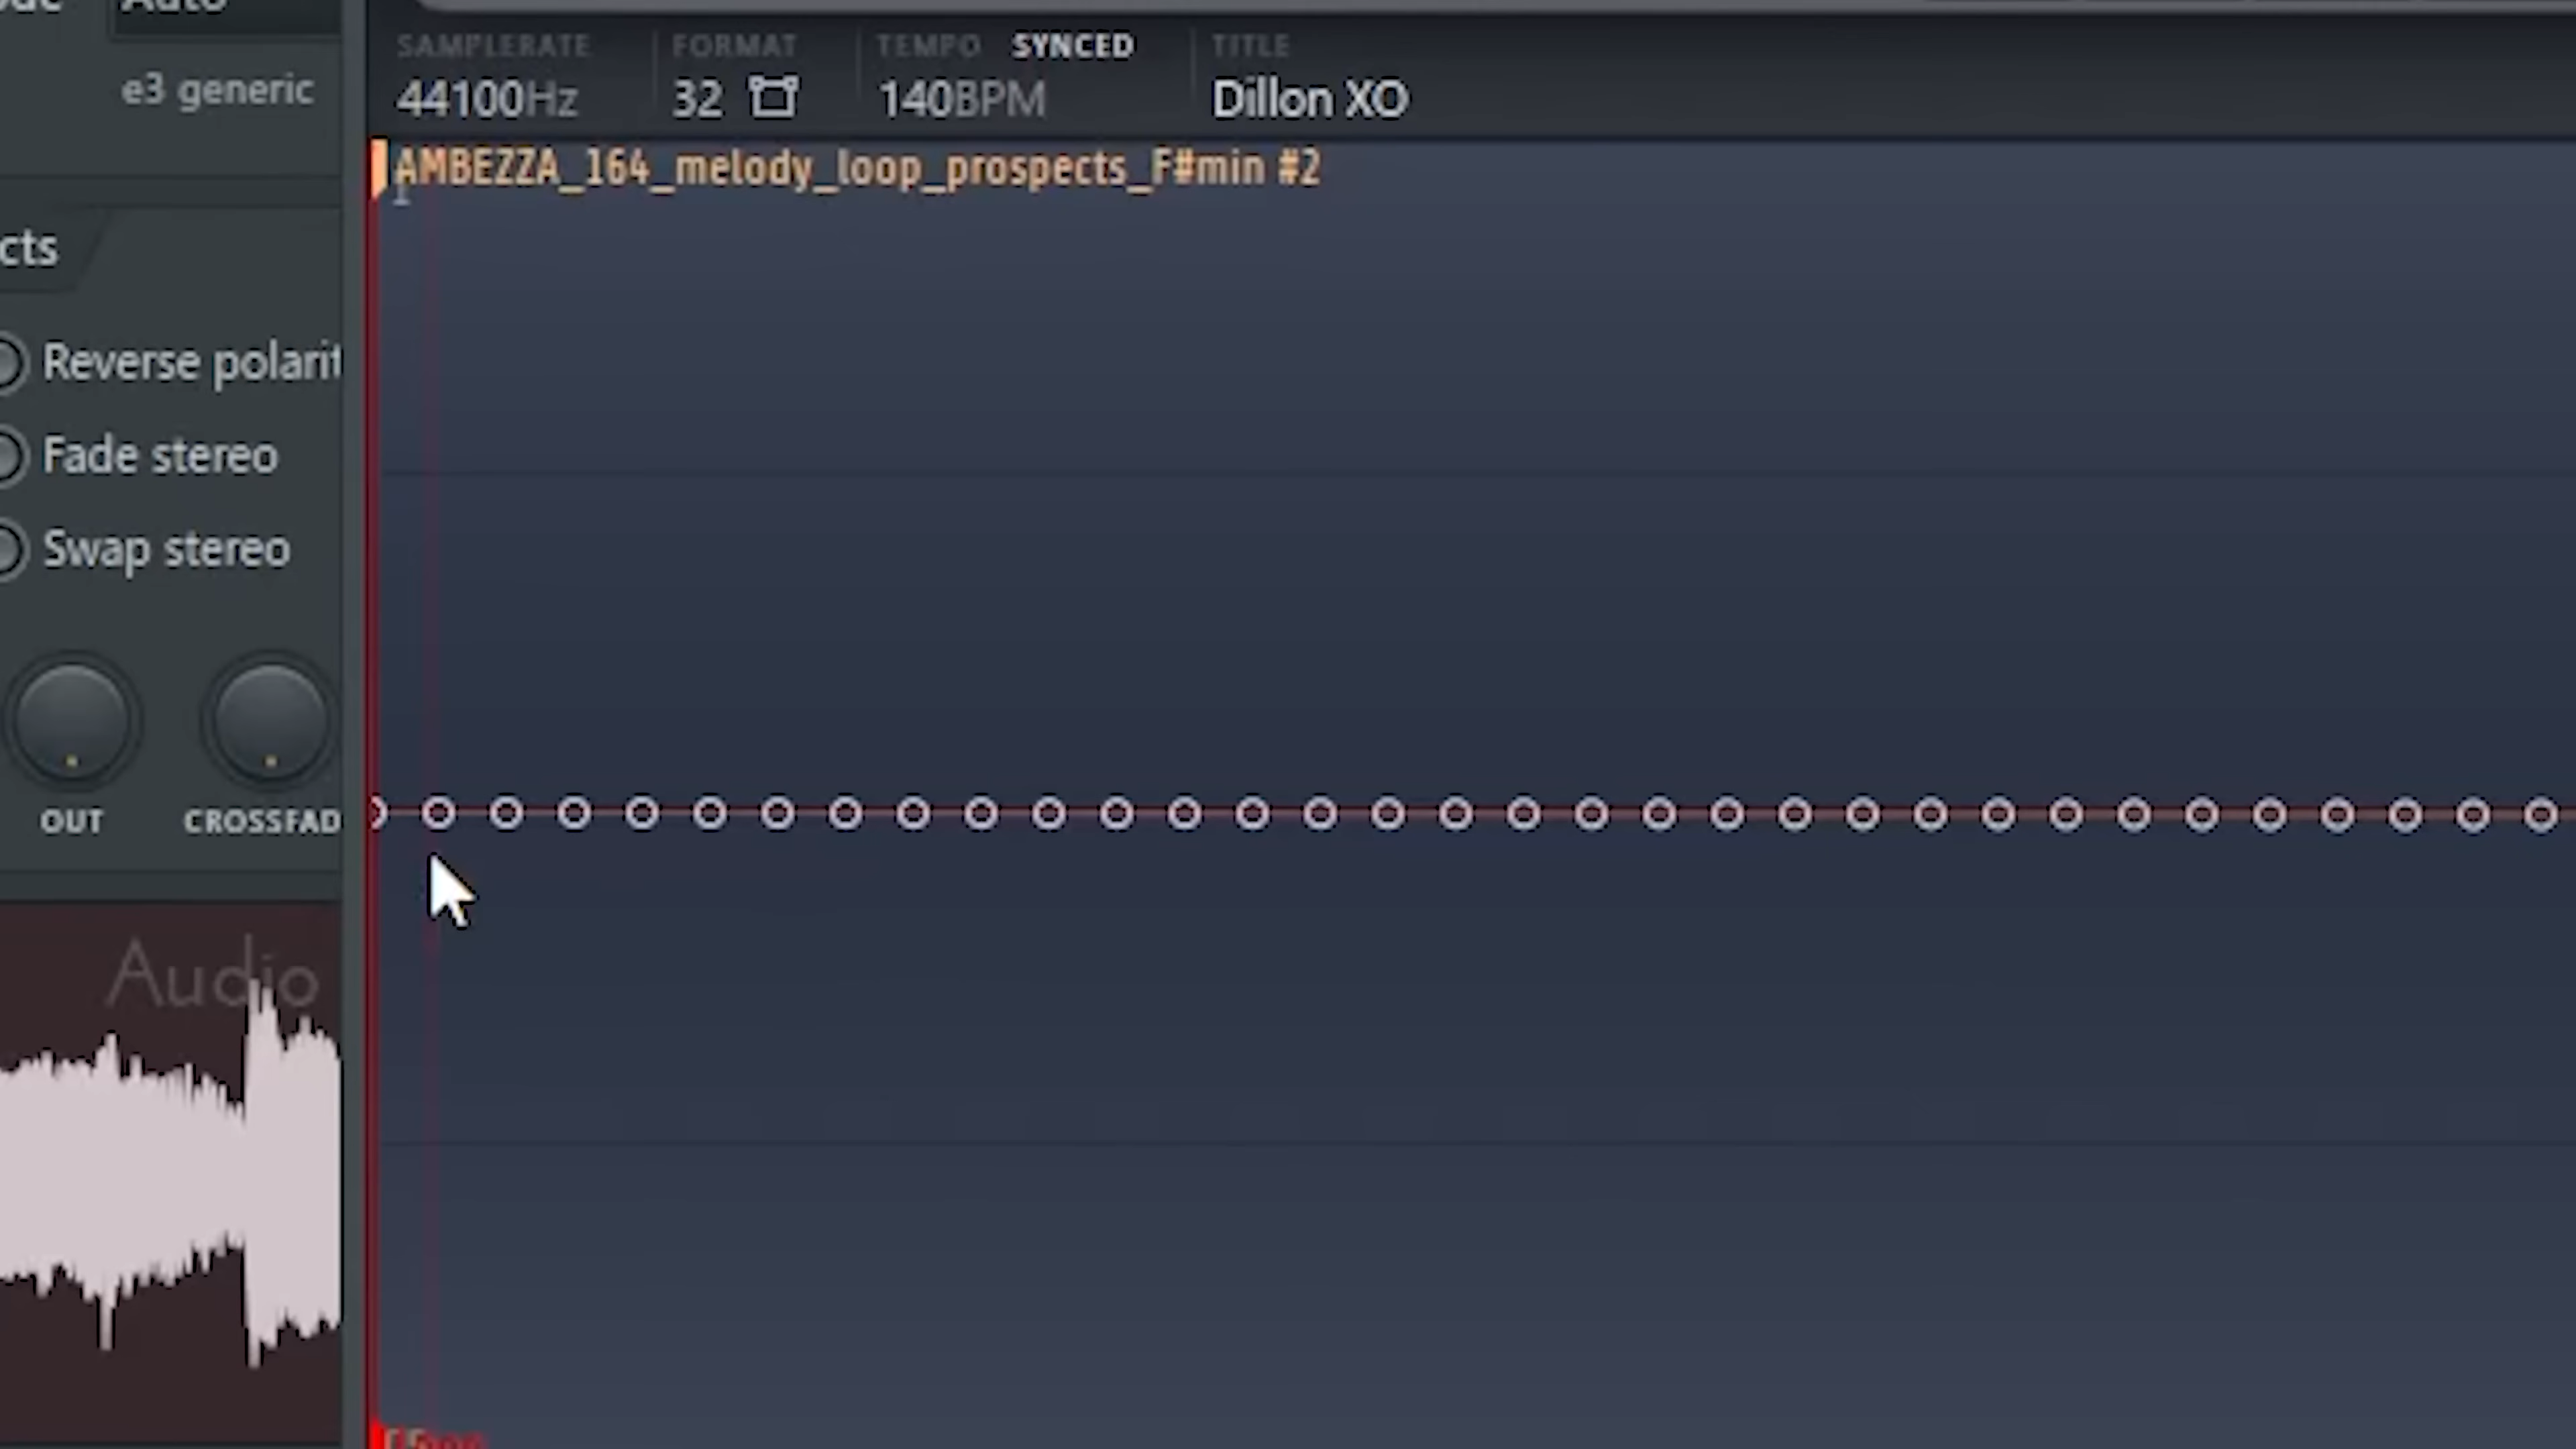 Auto
e3 generic
SAMPLERATE
44100Hz
FORMAT
32
TEMPO SYNCED
140BPM
TITLE
Dillon XO
AMBEZZA_164_melody_loop_prospects_F#min #2
cts
Reverse polarit
Fade stereo
Swap stereo
OUT
CROSSFAD
Audio